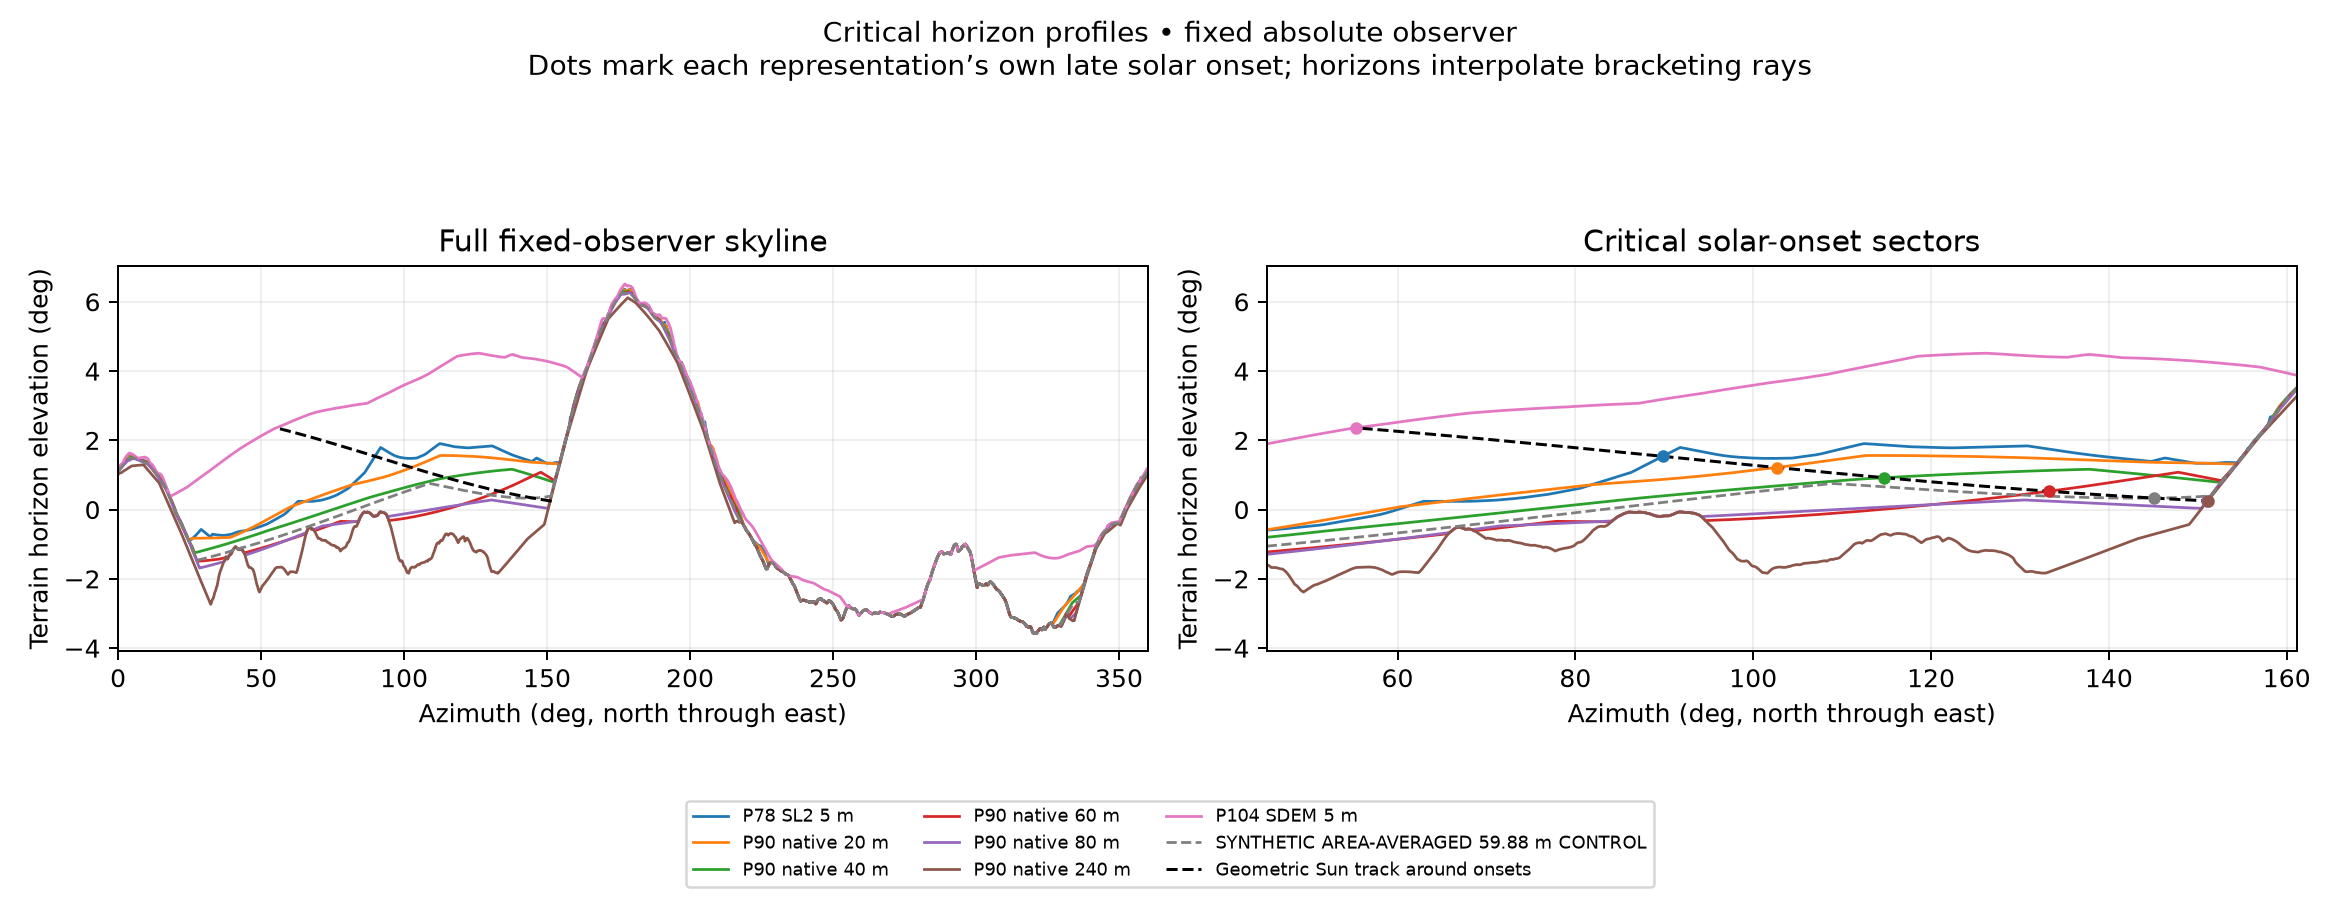 Critical horizon profiles • fixed absolute observer
Dots mark each representation’s own late solar onset; horizons interpolate bracketing rays
Full fixed-observer skyline
Terrain horizon elevation (deg)
6
4
2
0
−2
−4
0 50 100 150 200 250 300 350
Azimuth (deg, north through east)
Critical solar-onset sectors
Terrain horizon elevation (deg)
6
4
2
0
−2
−4
60 80 100 120 140 160
Azimuth (deg, north through east)
P78 SL2 5 m
P90 native 20 m
P90 native 40 m
P90 native 60 m
P90 native 80 m
P90 native 240 m
P104 SDEM 5 m
SYNTHETIC AREA-AVERAGED 59.88 m CONTROL
Geometric Sun track around onsets